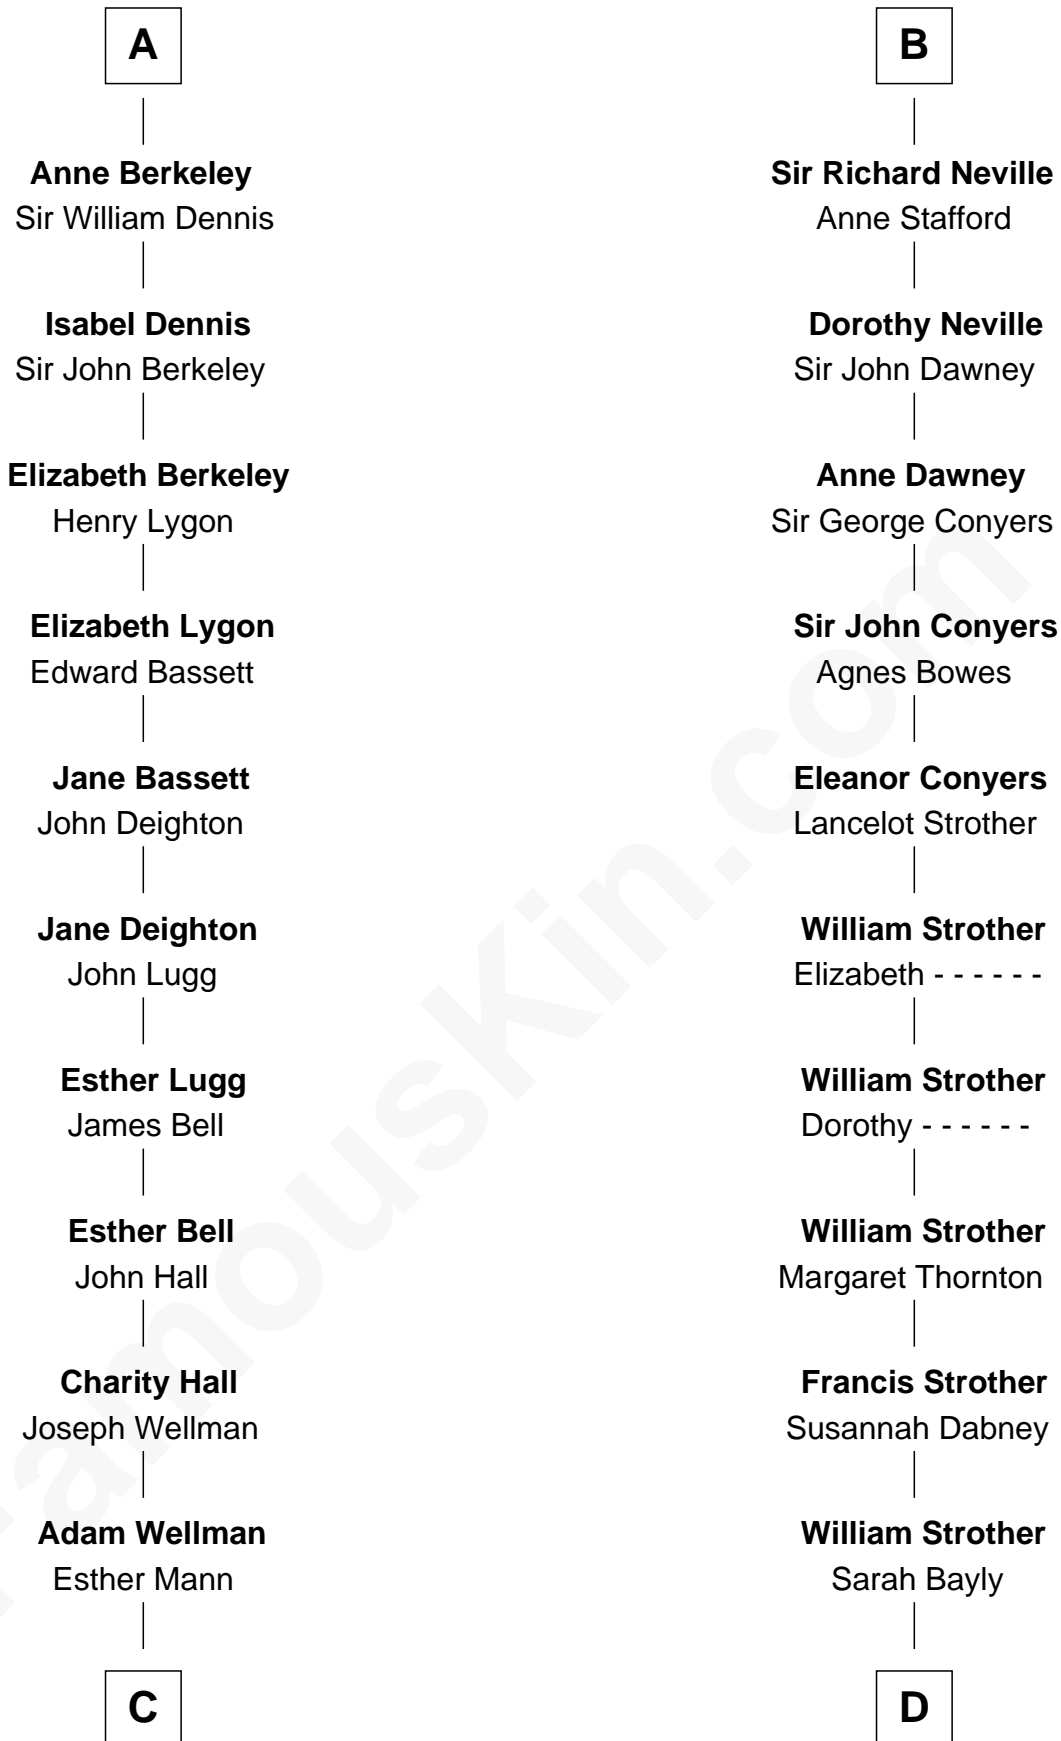 A
Anne Berkeley
Sir William Dennis
Isabel Dennis
Sir John Berkeley
Elizabeth Berkeley
Henry Lygon
Elizabeth Lygon
Edward Bassett
Jane Bassett
John Deighton
Jane Deighton
John Lugg
Esther Lugg
James Bell
Esther Bell
John Hall
Charity Hall
Joseph Wellman
Adam Wellman
Esther Mann
C
B
Sir Richard Neville
Anne Stafford
Dorothy Neville
Sir John Dawney
Anne Dawney
Sir George Conyers
Sir John Conyers
Agnes Bowes
Eleanor Conyers
Lancelot Strother
William Strother
Elizabeth - - - - - -
William Strother
Dorothy - - - - - -
William Strother
Margaret Thornton
Francis Strother
Susannah Dabney
William Strother
Sarah Bayly
D
FamousKin.com